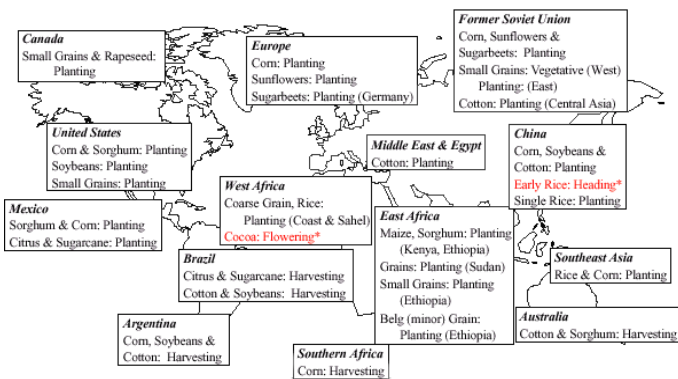 Canada
Small Grains & Rapeseed:
Planting
Europe
Corn: Planting
Sunflowers: Planting
Sugarbeets: Planting (Germany)
Former Soviet Union
Corn, Sunflowers &
Sugarbeets: Planting
Small Grains: Vegetative (West)
Planting: (East)
Cotton: Planting (Central Asia)
United States
Corn & Sorghum: Planting
Soybeans: Planting
Small Grains: Planting
Middle East & Egypt
Cotton: Planting
China
Corn, Soybeans &
Cotton: Planting
Early Rice: Heading*
Single Rice: Planting
Mexico
Sorghum & Corn: Planting
Citrus & Sugarcane: Planting
West Africa
Coarse Grain, Rice:
Planting (Coast & Sahel)
Cocoa: Flowering*
East Africa
Maize, Sorghum: Planting
(Kenya, Ethiopia)
Grains: Planting (Sudan)
Small Grains: Planting
(Ethiopia)
Belg (minor) Grain:
Planting (Ethiopia)
Brazil
Citrus & Sugarcane: Harvesting
Cotton & Soybeans: Harvesting
Southeast Asia
Rice & Corn: Planting
Argentina
Corn, Soybeans &
Cotton: Harvesting
Australia
Cotton & Sorghum: Harvesting
Southern Africa
Corn: Harvesting